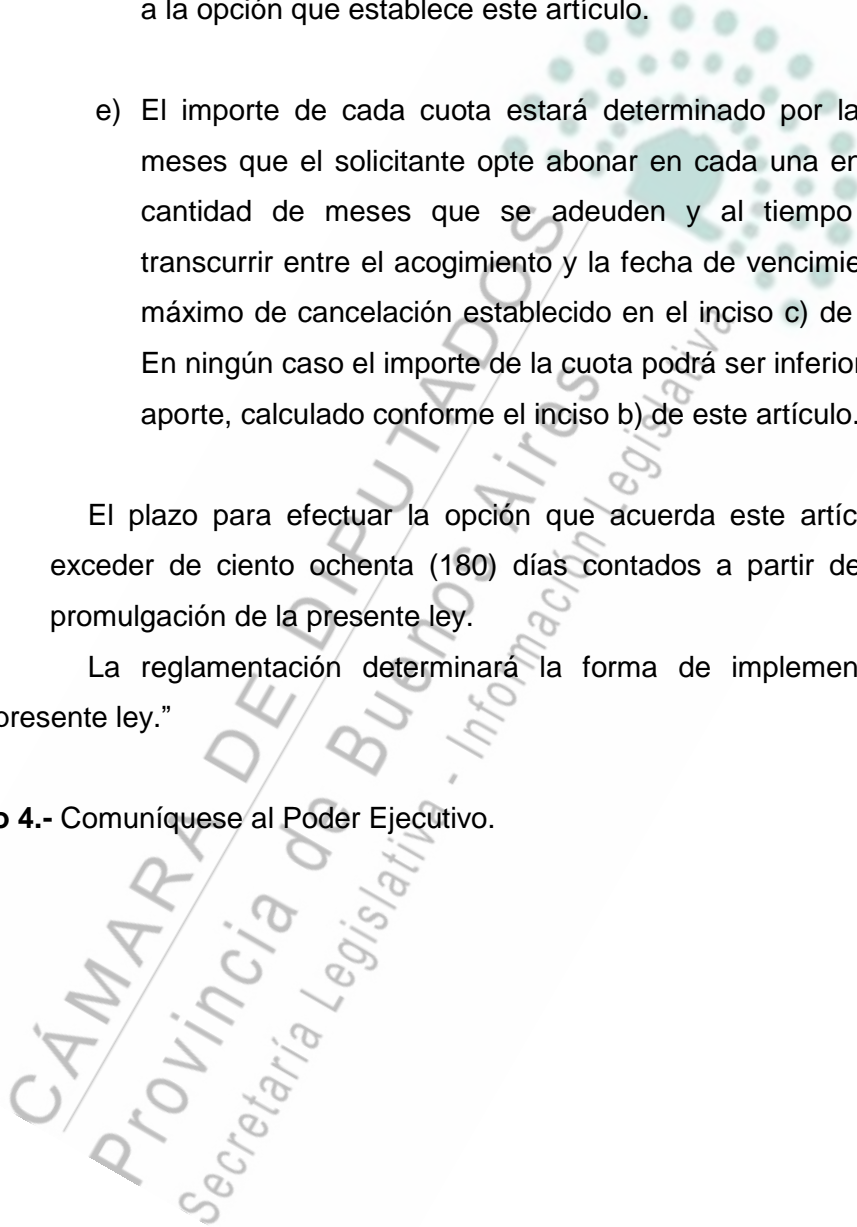 a la opción que establece este artículo.
e) El importe de cada cuota estará determinado por la
meses que el solicitante opte abonar en cada una en
cantidad de meses que se adeuden y al tiempo
transcurrir entre el acogimiento y la fecha de
máximo de cancelación establecido en el inciso c) de
En ningún caso el importe de la cuota podrá ser inferior
aporte, calculado conforme el inciso b) de este artículo.
El plazo para efectuar la opción que acuerda este
exceder de ciento ochenta (180) días contados a partir de
promulgación de la presente ley.
La reglamentación determinará la forma de
presente ley.”
o 4.- Comuníquese al Poder Ejecutivo.
CÁMARA DE DIPUTADOS
Provincia de Buenos Aires
Secretaría Legislativa - Información Legislativa